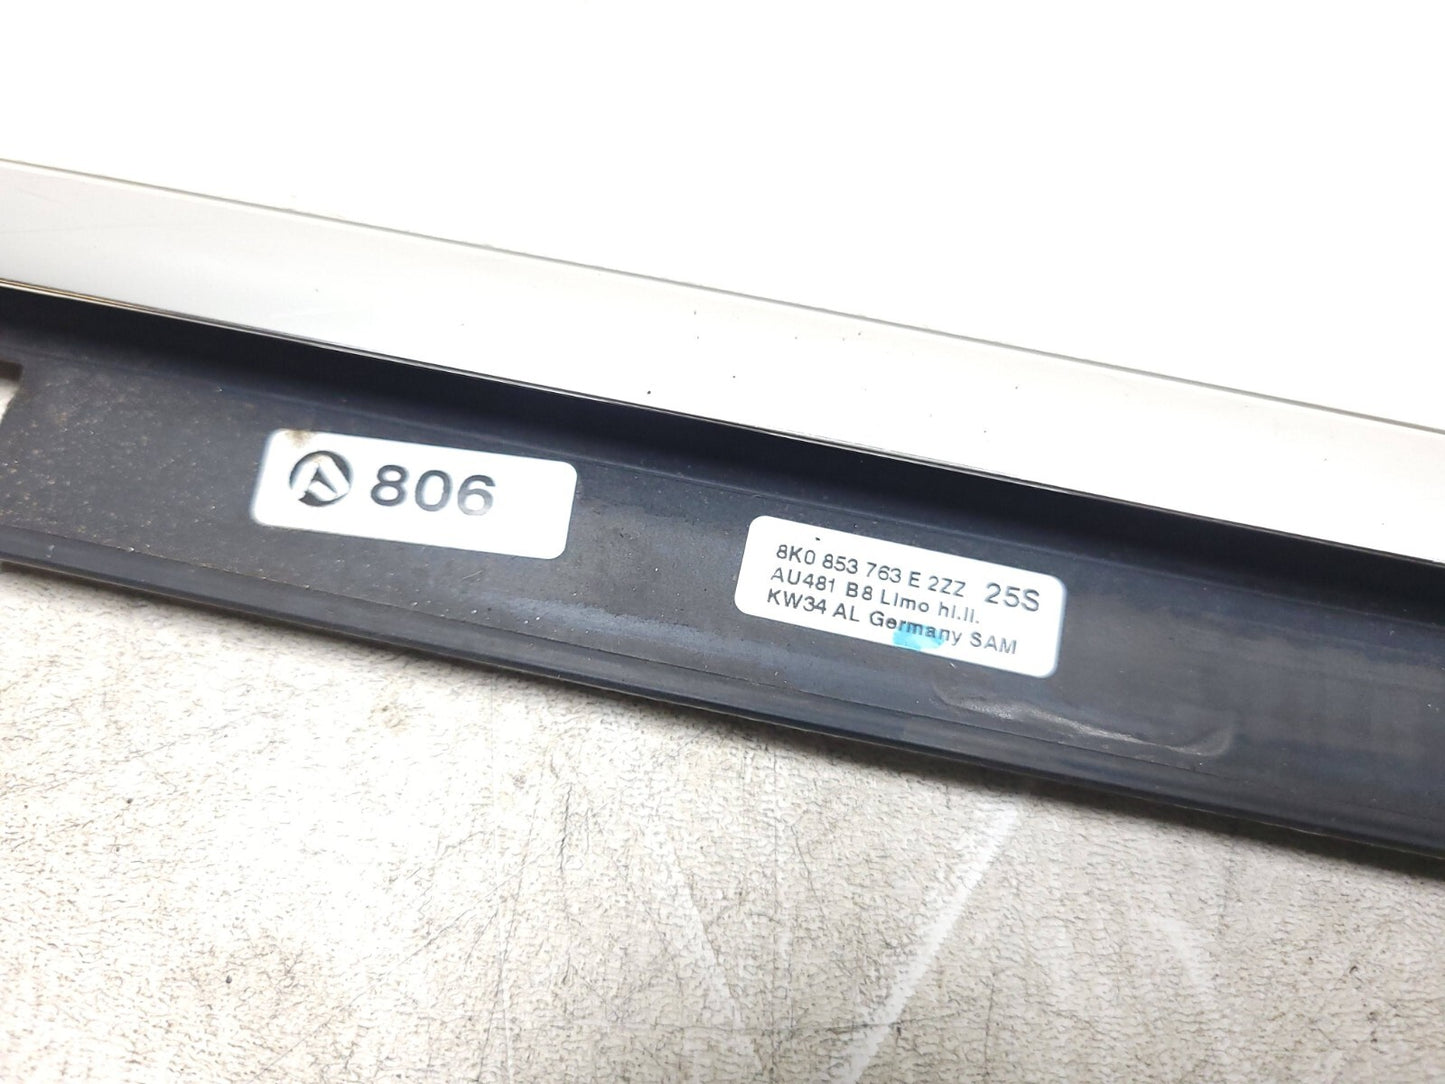 806
8K0 853 763 E 2ZZ 25S
AU481 B8 Limo hi.li.
KW34 AL Germany SAM